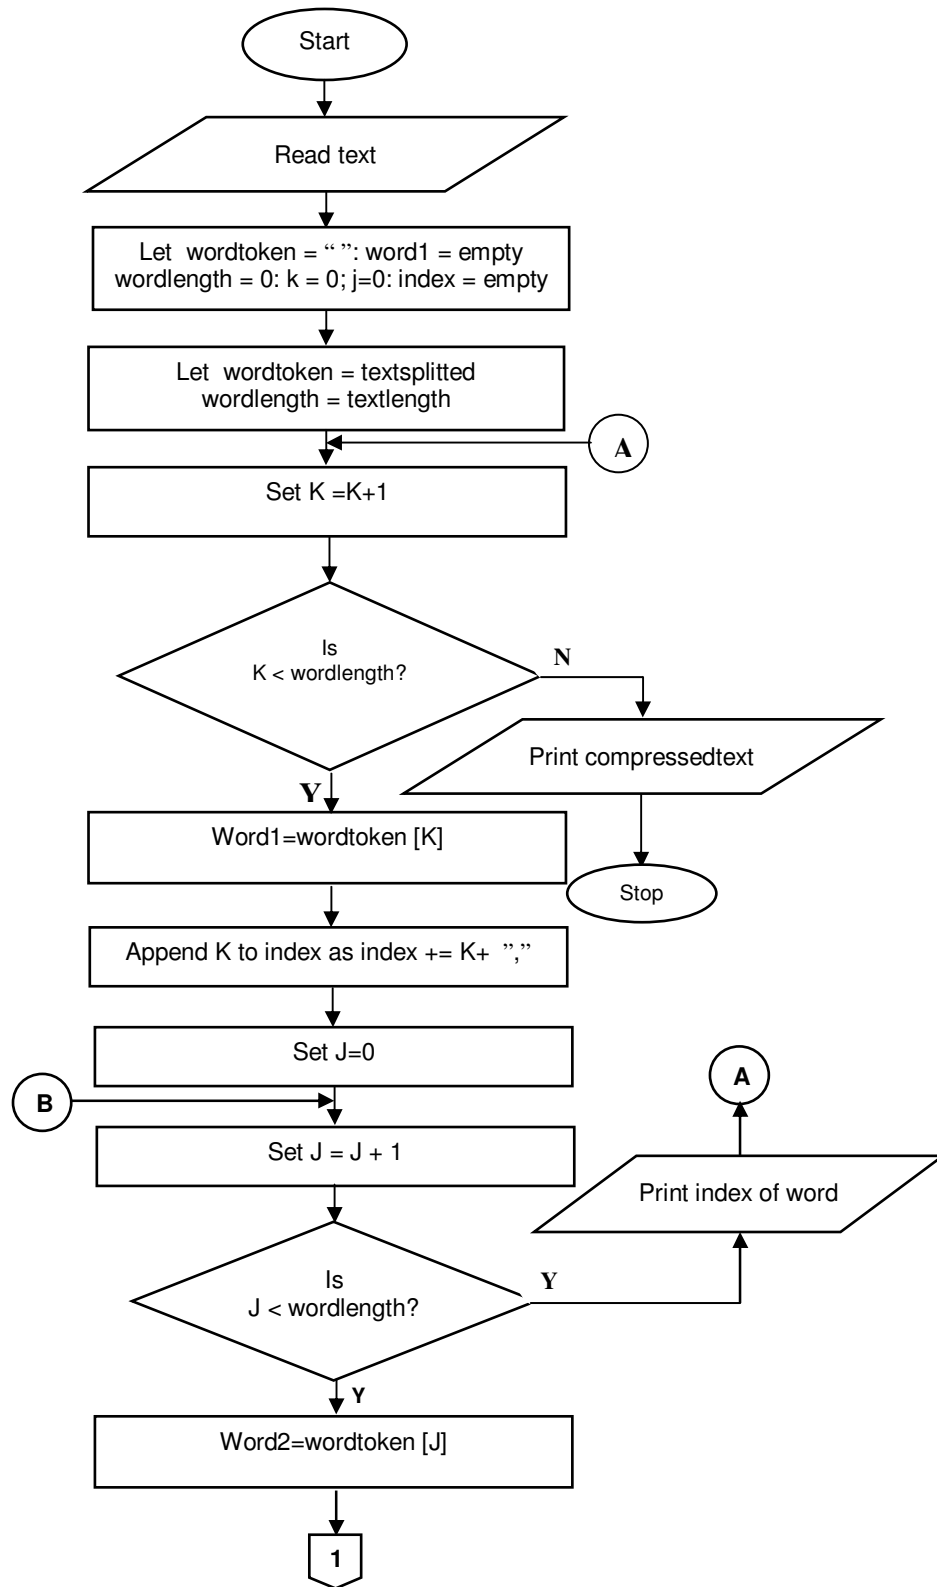 Start
Read text
Let wordtoken = “ ”: word1 = empty
wordlength = 0: k = 0; j=0: index = empty
Let wordtoken = textsplitted
wordlength = textlength
A
Set K =K+1
Is
K < wordlength?
N
Print compressedtext
Y
Word1=wordtoken [K]
Stop
Append K to index as index += K+ ”,”
Set J=0
A
B
Set J = J + 1
Print index of word
Is
J < wordlength?
Y
Y
Word2=wordtoken [J]
1